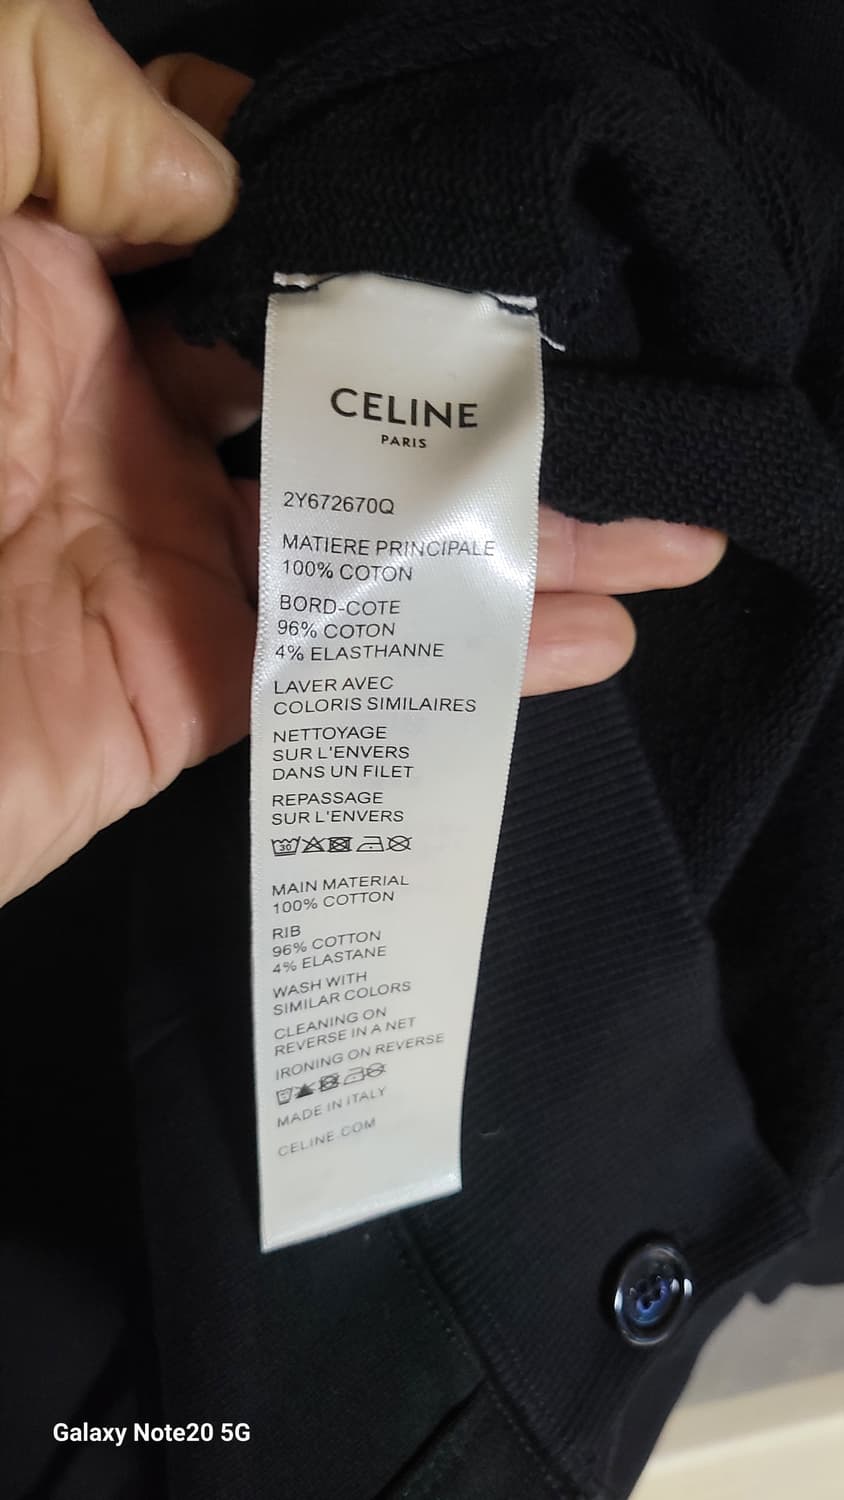 CELINE
PARIS
2Y672670Q
MATIERE PRINCIPALE
100% COTON
BORD-COTE
96% COTON
4% ELASTHANNE
LAVER AVEC
COLORIS SIMILAIRES
NETTOYAGE
SUR L'ENVERS
DANS UN FILET
REPASSAGE
SUR L'ENVERS
30
MAIN MATERIAL
100% COTTON
RIB
96% COTTON
4% ELASTANE
WASH WITH
SIMILAR COLORS
CLEANING ON
REVERSE IN A NET
IRONING ON REVERSE
MADE IN ITALY
CELINE.COM
Galaxy Note20 5G